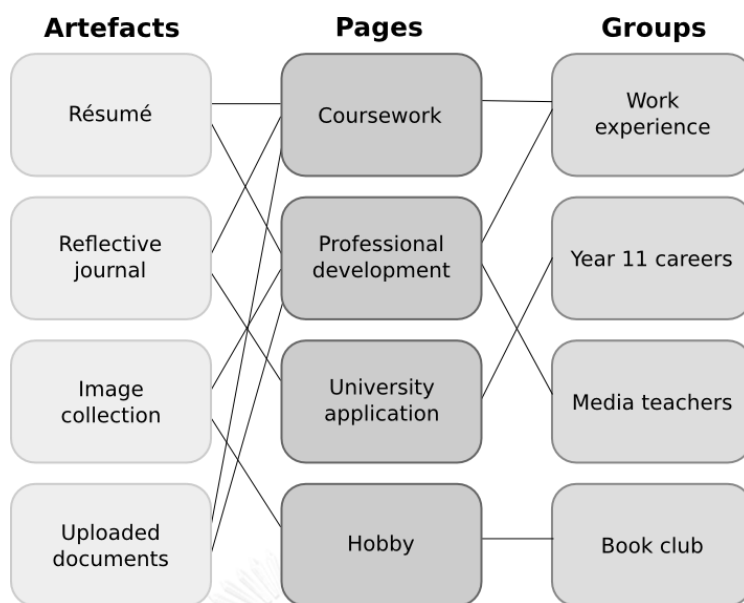 Artefacts
Pages
Groups
Résumé
Coursework
Work
experience
Reflective
journal
Professional
development
Year 11 careers
Image
collection
University
application
Media teachers
Uploaded
documents
Hobby
Book club